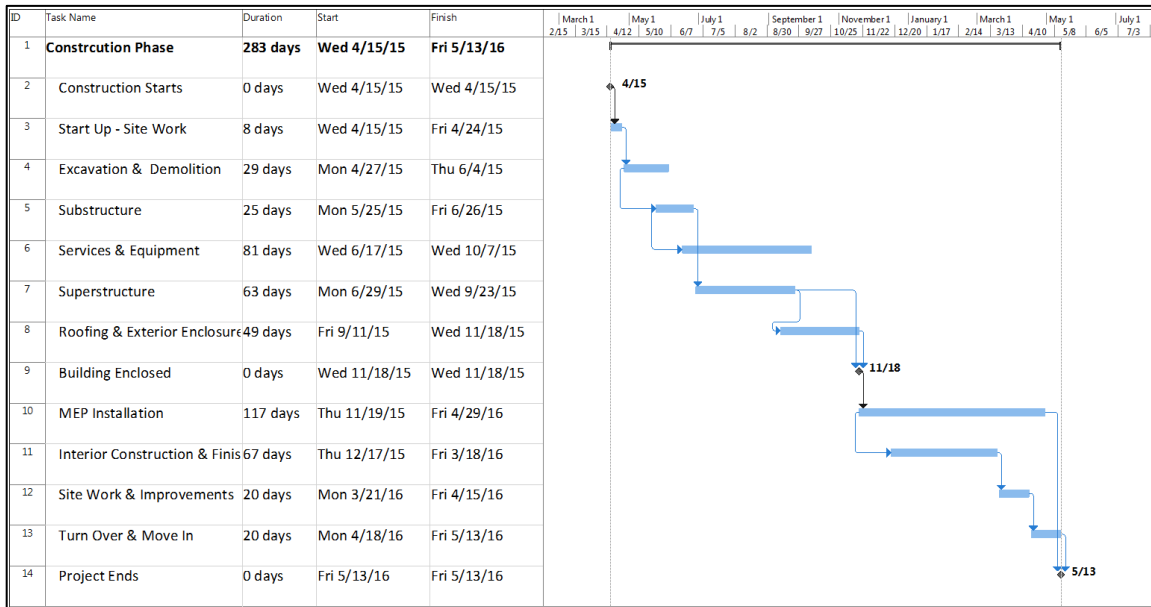 ID Task Name Duration Start Finish March 1 May 1 July 1 September 1 November 1 January 1 March 1 May 1 July 1
2/15 3/15 4/12 5/10 6/7 7/5 8/2 8/30 9/27 10/25 11/22 12/20 1/17 2/14 3/13 4/10 5/8 6/5 7/3
1 Constrcution Phase 283 days Wed 4/15/15 Fri 5/13/16
2 Construction Starts 0 days Wed 4/15/15 Wed 4/15/15 4/15
3 Start Up - Site Work 8 days Wed 4/15/15 Fri 4/24/15
4 Excavation & Demolition 29 days Mon 4/27/15 Thu 6/4/15
5 Substructure 25 days Mon 5/25/15 Fri 6/26/15
6 Services & Equipment 81 days Wed 6/17/15 Wed 10/7/15
7 Superstructure 63 days Mon 6/29/15 Wed 9/23/15
8 Roofing & Exterior Enclosure 49 days Fri 9/11/15 Wed 11/18/15
9 Building Enclosed 0 days Wed 11/18/15 Wed 11/18/15 11/18
10 MEP Installation 117 days Thu 11/19/15 Fri 4/29/16
11 Interior Construction & Finis 67 days Thu 12/17/15 Fri 3/18/16
12 Site Work & Improvements 20 days Mon 3/21/16 Fri 4/15/16
13 Turn Over & Move In 20 days Mon 4/18/16 Fri 5/13/16
14 Project Ends 0 days Fri 5/13/16 Fri 5/13/16 5/13